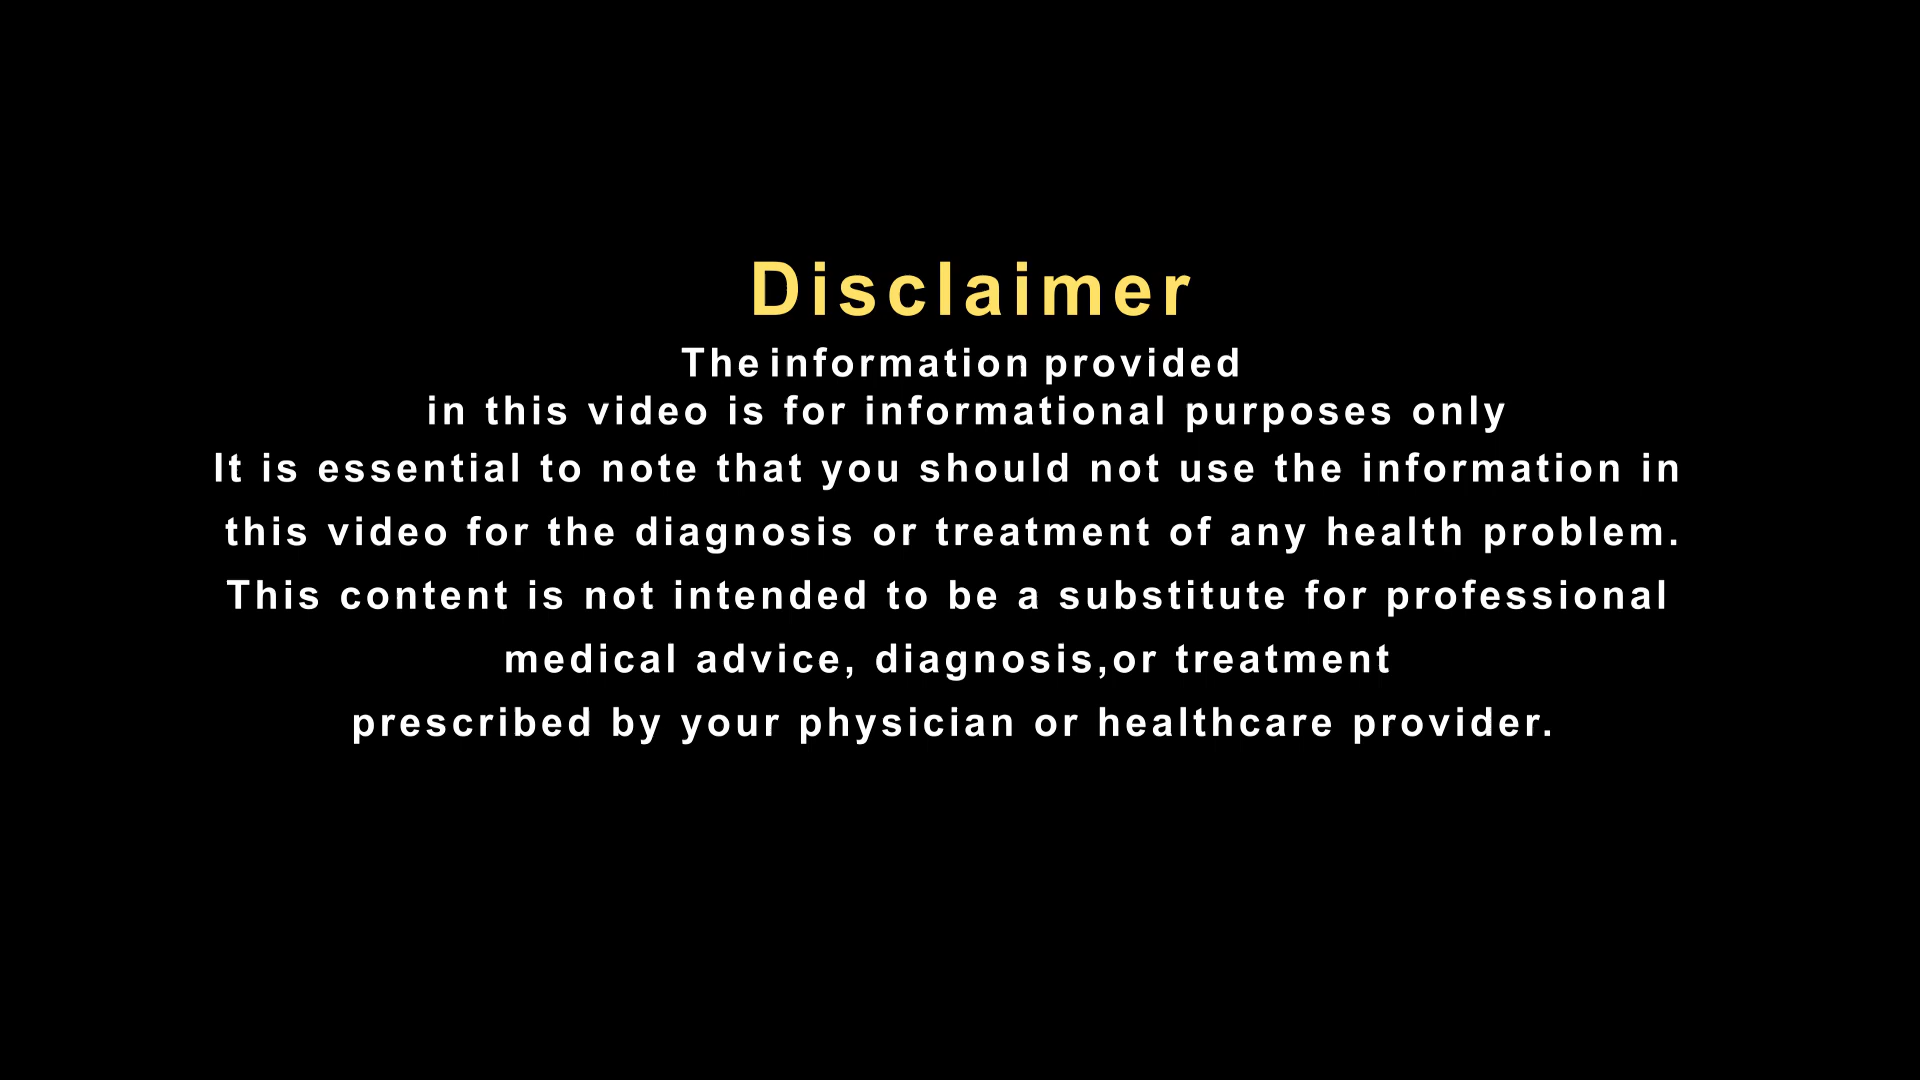 Disclaimer
The information provided
in this video is for informational purposes only
It is essential to note that you should not use the information in
this video for the diagnosis or treatment of any health problem.
This content is not intended to be a substitute for professional
medical advice, diagnosis,or treatment
prescribed by your physician or healthcare provider.